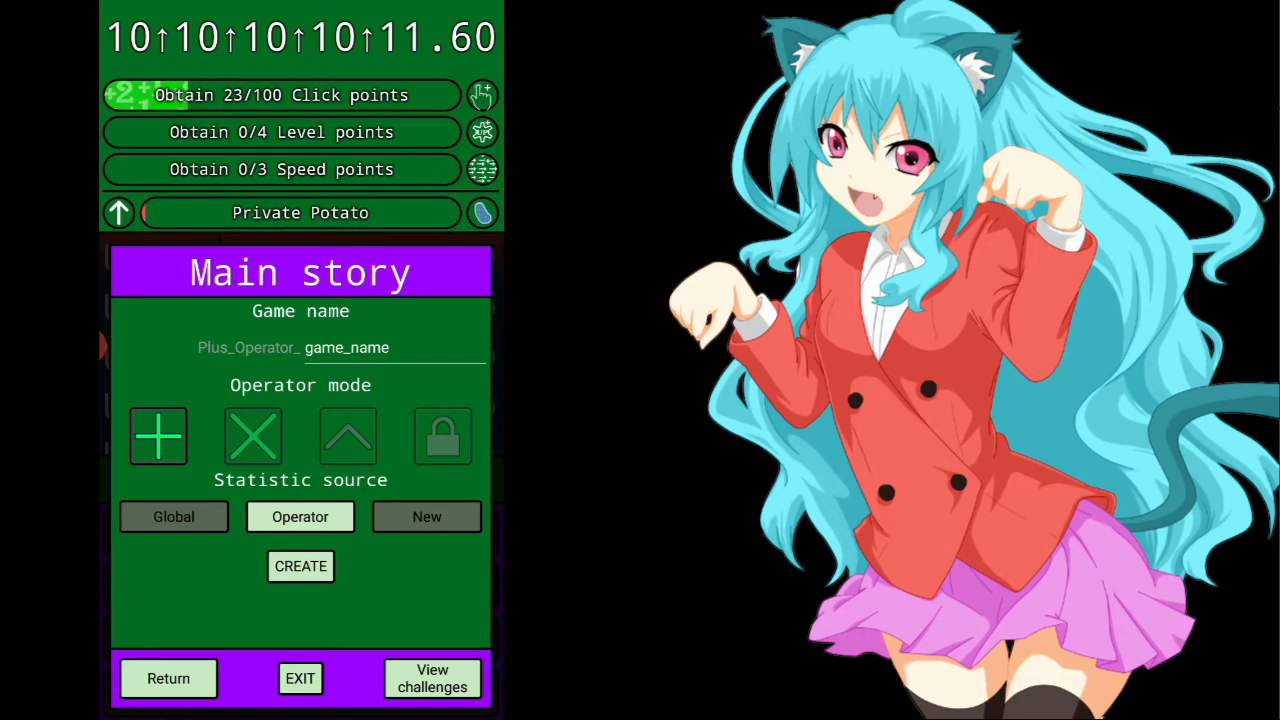 10↑10↑10↑10↑11.60
Obtain 23/100 Click points
Obtain 0/4 Level points
Obtain 0/3 Speed points
Private Potato
Main story
Game name
Plus_Operator_ game_name
Operator mode
Statistic source
Global Operator New
CREATE
Return EXIT View challenges